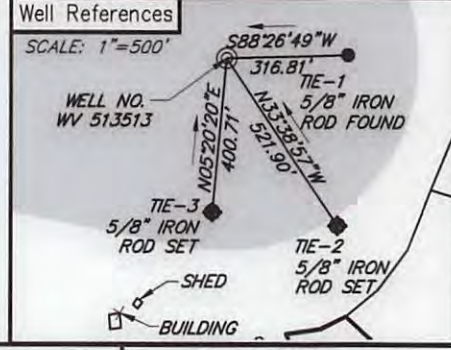 Well References
SCALE: 1"=500'
S88°26'49"W
316.81'
TIE-1
5/8" IRON
ROD FOUND
WELL NO.
WV 513513
N05°20'20"E
400.71'
N33°38'57"W
521.90'
TIE-3
5/8" IRON
ROD SET
TIE-2
5/8" IRON
ROD SET
SHED
BUILDING